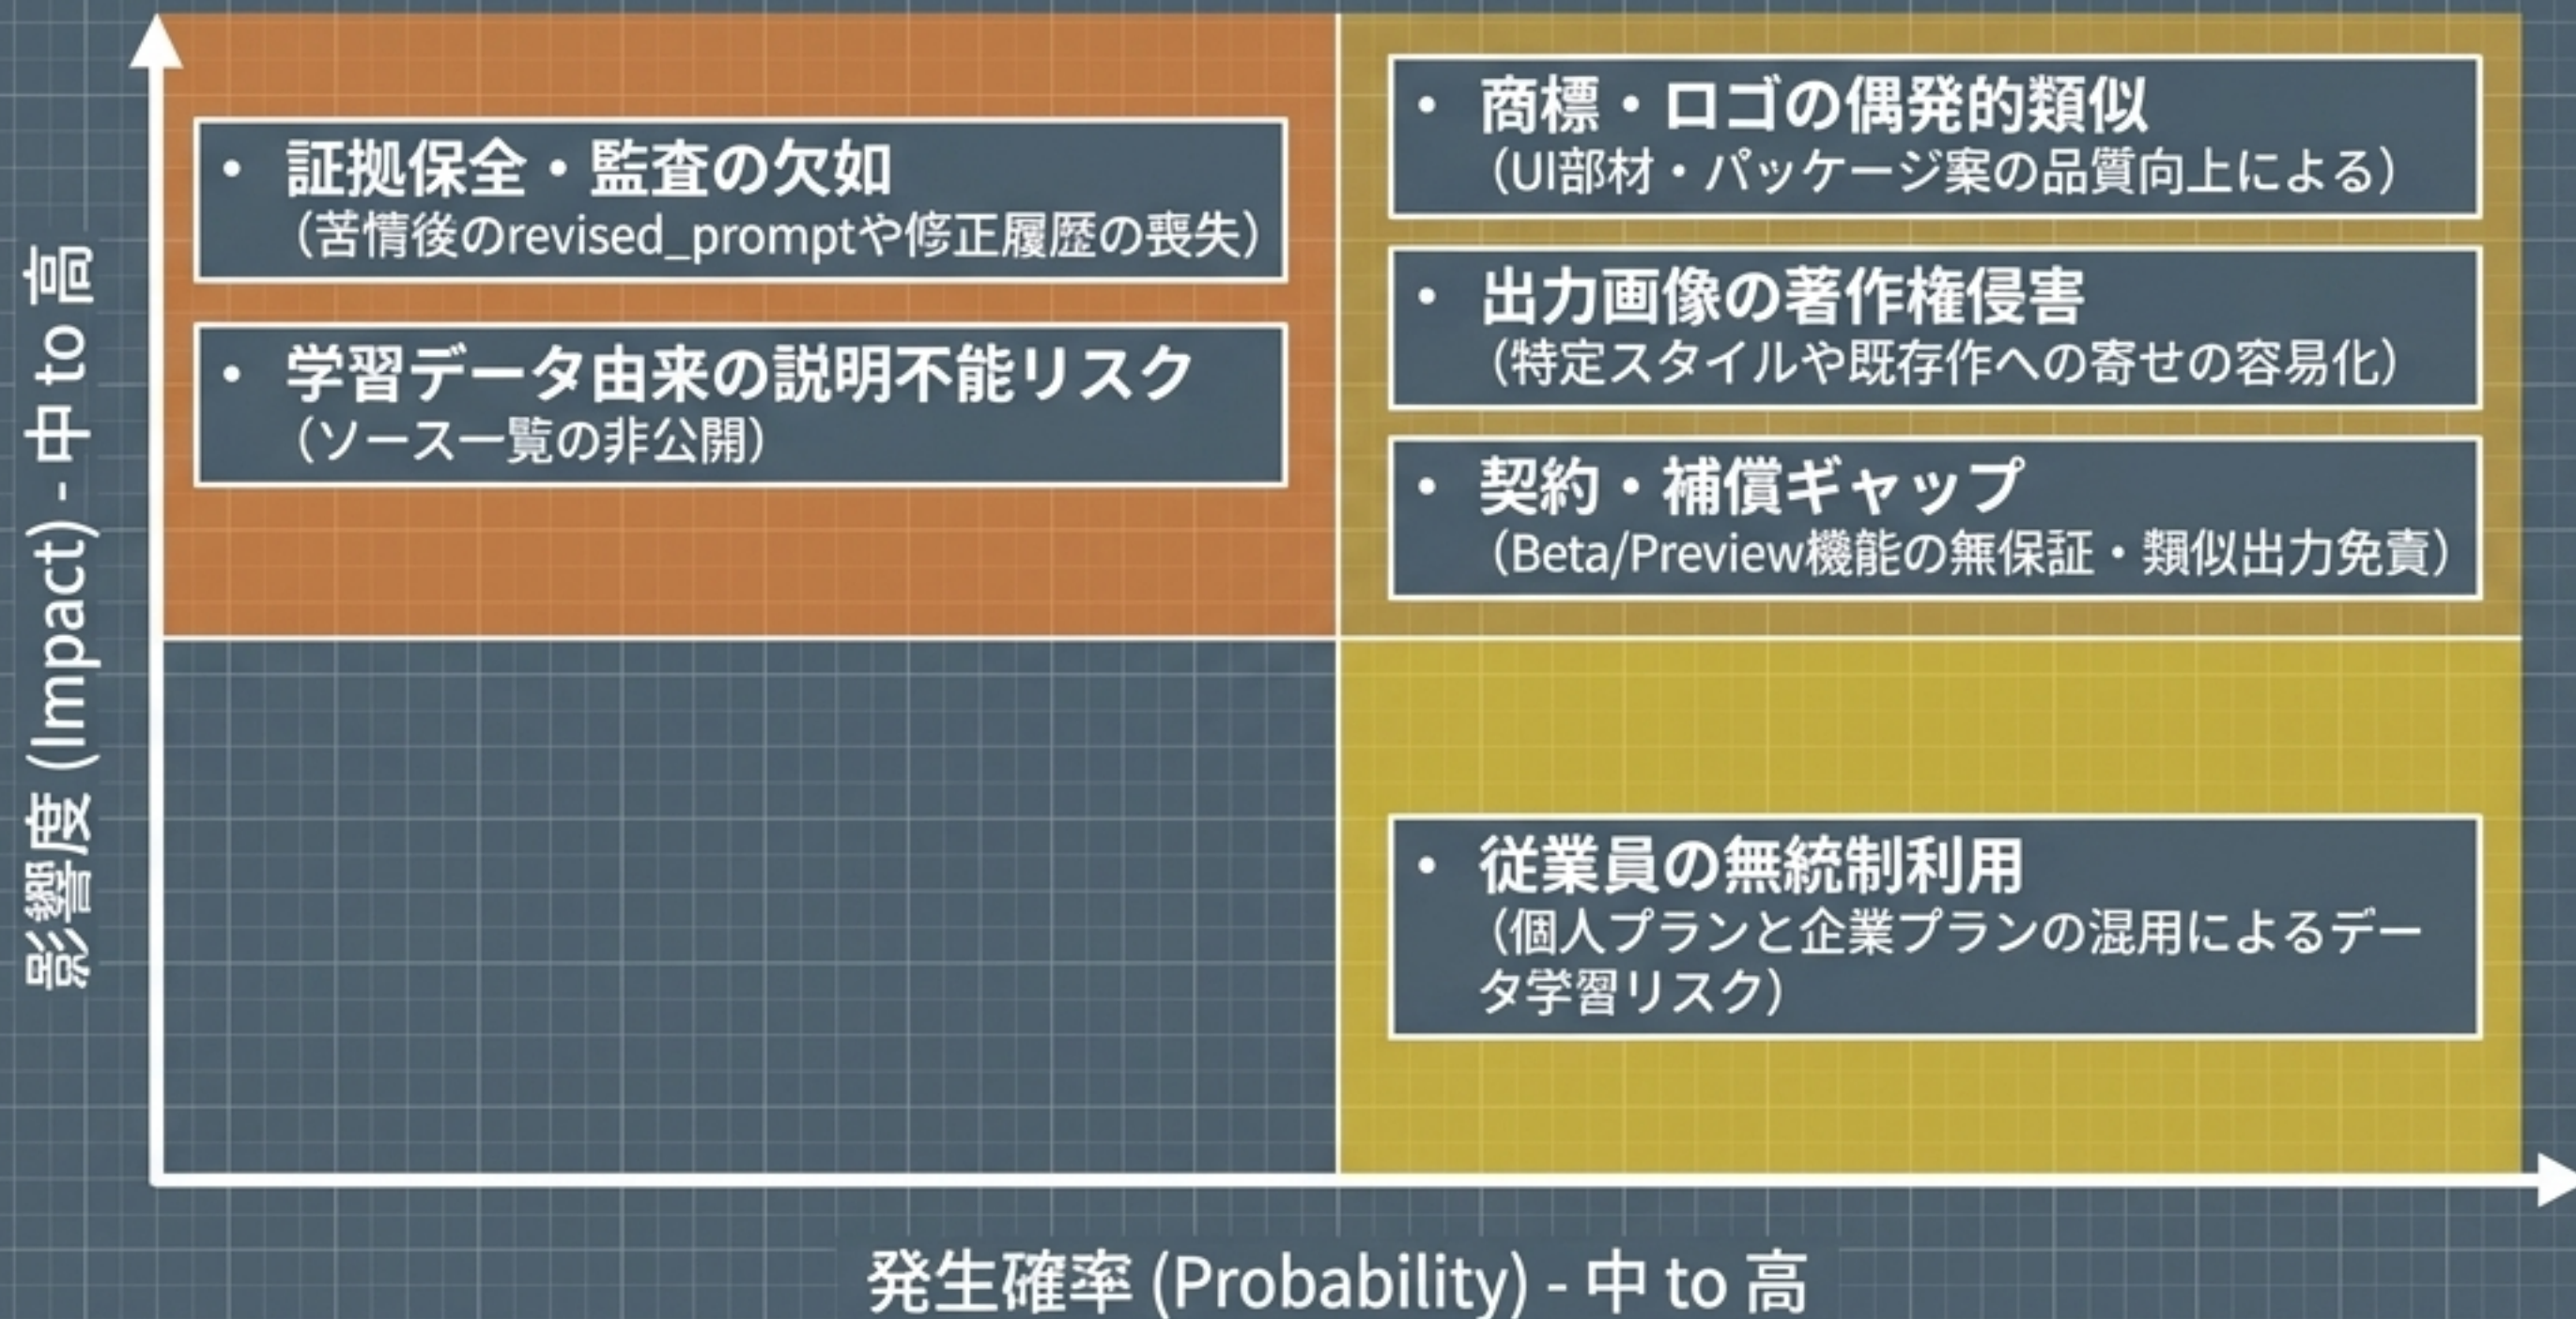 影響度 (Impact) - 中 to 高
• 証拠保全・監査の欠如
（苦情後のrevised_promptや修正履歴の喪失）
• 学習データ由来の説明不能リスク
（ソース一覧の非公開）
• 商標・ロゴの偶発的類似
（UI部材・パッケージ案の品質向上による）
• 出力画像の著作権侵害
（特定スタイルや既存作への寄せの容易化）
• 契約・補償ギャップ
（Beta/Preview機能の無保証・類似出力免責）
• 従業員の無統制利用
（個人プランと企業プランの混用によるデー
タ学習リスク）
発生確率 (Probability) - 中 to 高